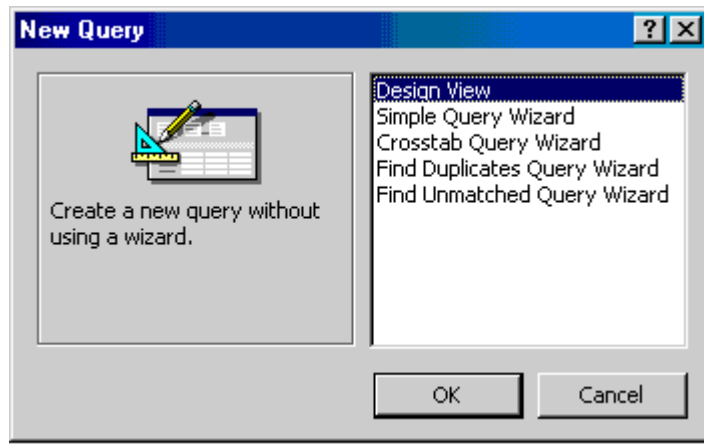 New Query
Design View
Simple Query Wizard
Crosstab Query Wizard
Find Duplicates Query Wizard
Find Unmatched Query Wizard
Create a new query without
using a wizard.
OK
Cancel